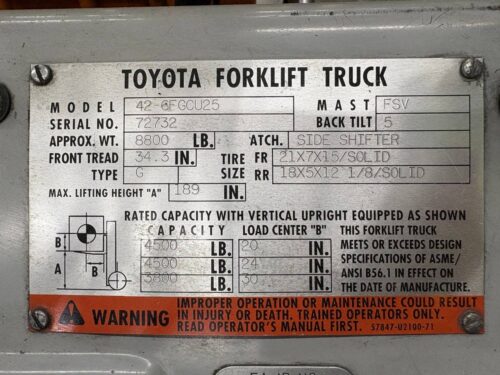 TOYOTA FORKLIFT TRUCK
MODEL 42-6FGCU25 MAST FSV
SERIAL NO. 72732 BACK TILT 5
APPROX. WT. 8800 LB. ATCH. SIDE SHIFTER
FRONT TREAD 34.3 IN. TIRE SIZE FR 21X7X15/SOLID
TYPE G RR 18X5X12 1/8/SOLID
MAX. LIFTING HEIGHT "A" 189 IN.
RATED CAPACITY WITH VERTICAL UPRIGHT EQUIPPED AS SHOWN
CAPACITY LOAD CENTER "B" THIS FORKLIFT TRUCK
4500 LB. 20 IN. MEETS OR EXCEEDS DESIGN
4500 LB. 24 IN. SPECIFICATIONS OF ASME/
3800 LB. 30 IN. ANSI B56.1 IN EFFECT ON
DATE OF MANUFACTURE.
B
A
B
WARNING
IMPROPER OPERATION OR MAINTENANCE COULD RESULT
IN INJURY OR DEATH. TRAINED OPERATORS ONLY.
READ OPERATOR'S MANUAL FIRST. 57847-U2100-71